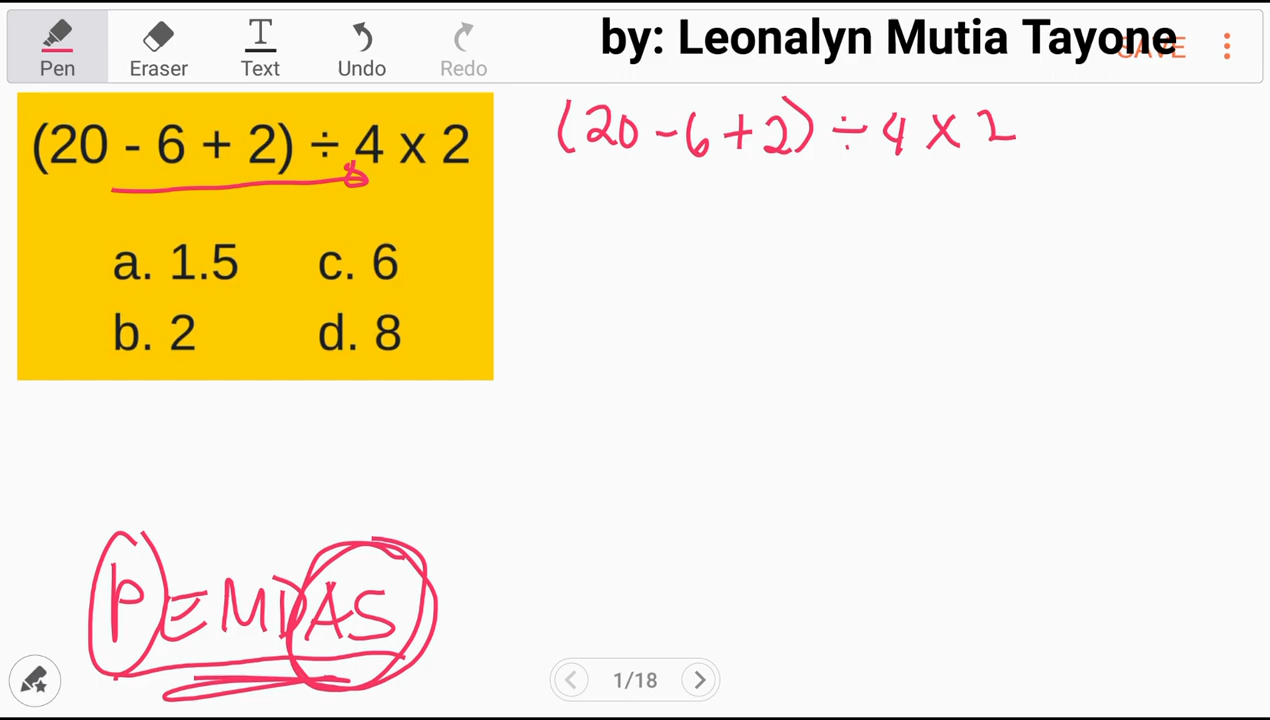 by: Leonalyn Mutia Tayone
SAVE
Pen Eraser Text Undo Redo
(20 - 6 + 2) ÷ 4 x 2
a. 1.5 c. 6
b. 2 d. 8
(20 - 6 + 2) ÷ 4 x 2
PEMDAS
1/18